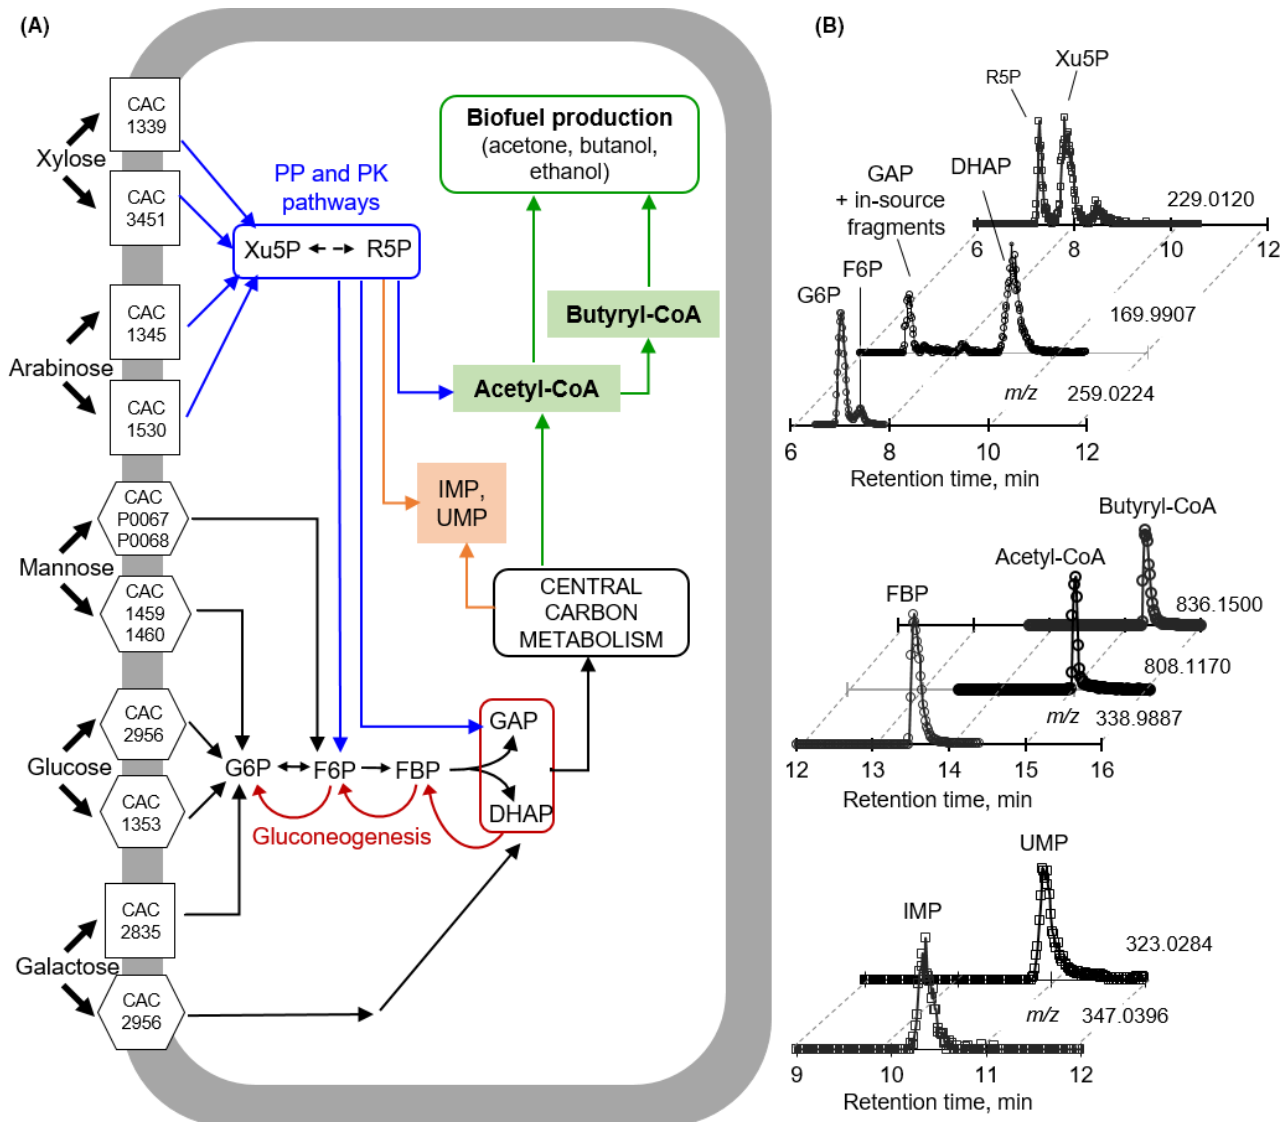 (A)
CAC
1339
Xylose
CAC
3451
CAC
1345
Arabinose
CAC
1530
CAC
P0067
P0068
Mannose
CAC
1459
1460
CAC
2956
Glucose
CAC
1353
CAC
2835
Galactose
CAC
2956
PP and PK
pathways
Xu5P
R5P
Biofuel production
(acetone, butanol,
ethanol)
Butyryl-CoA
Acetyl-CoA
IMP,
UMP
CENTRAL
CARBON
METABOLISM
GAP
G6P
F6P
FBP
DHAP
Gluconeogenesis
(B)
Xu5P
R5P
DHAP
GAP
+ in-source
fragments
F6P
G6P
229.0120
6 8 10 12
169.9907
m/z 259.0224
6 8 10 12
Retention time, min
Butyryl-CoA
Acetyl-CoA
FBP
836.1500
808.1170
m/z 338.9887
12 13 14 15 16
Retention time, min
UMP
IMP
323.0284
m/z 347.0396
9 10 11 12
Retention time, min